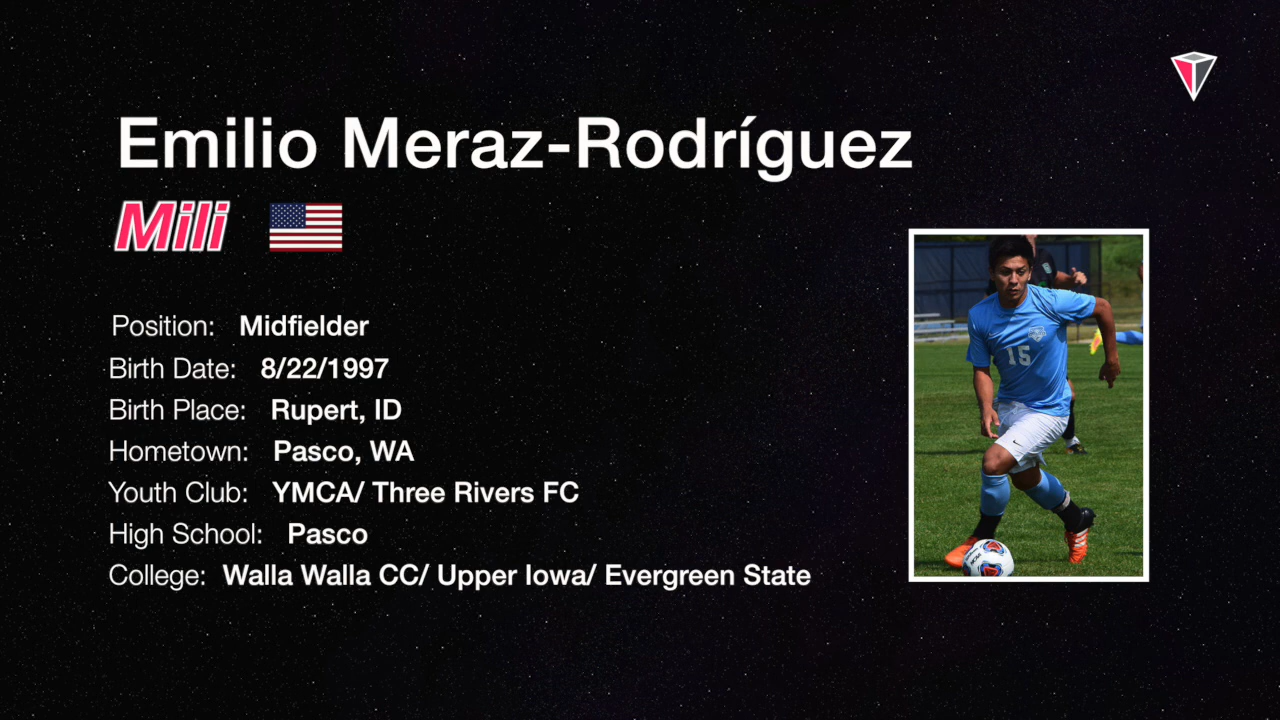 Emilio Meraz-Rodríguez
Mili
Position: Midfielder
Birth Date: 8/22/1997
Birth Place: Rupert, ID
Hometown: Pasco, WA
Youth Club: YMCA/ Three Rivers FC
High School: Pasco
College: Walla Walla CC/ Upper Iowa/ Evergreen State
15